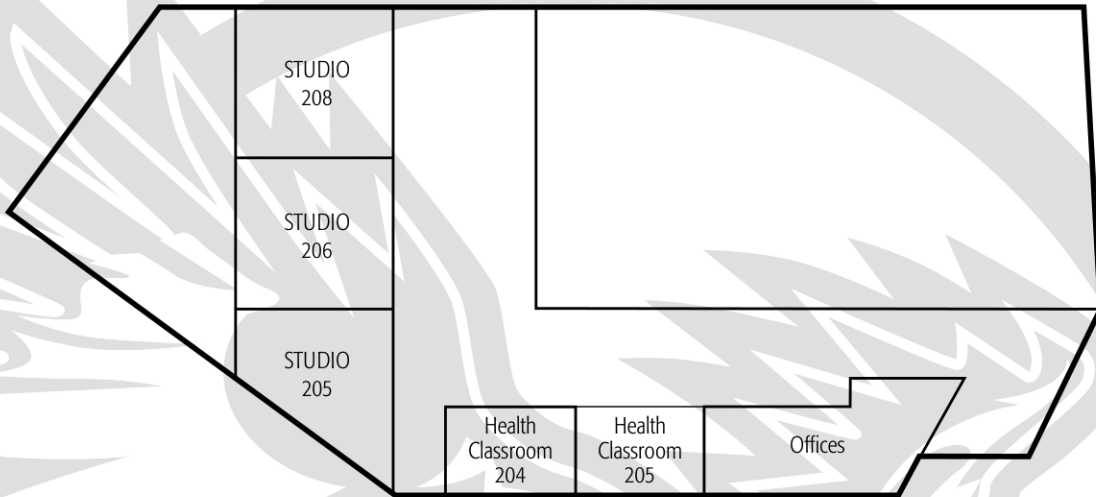 STUDIO
208
STUDIO
206
STUDIO
205
Health
Classroom
204
Health
Classroom
205
Offices